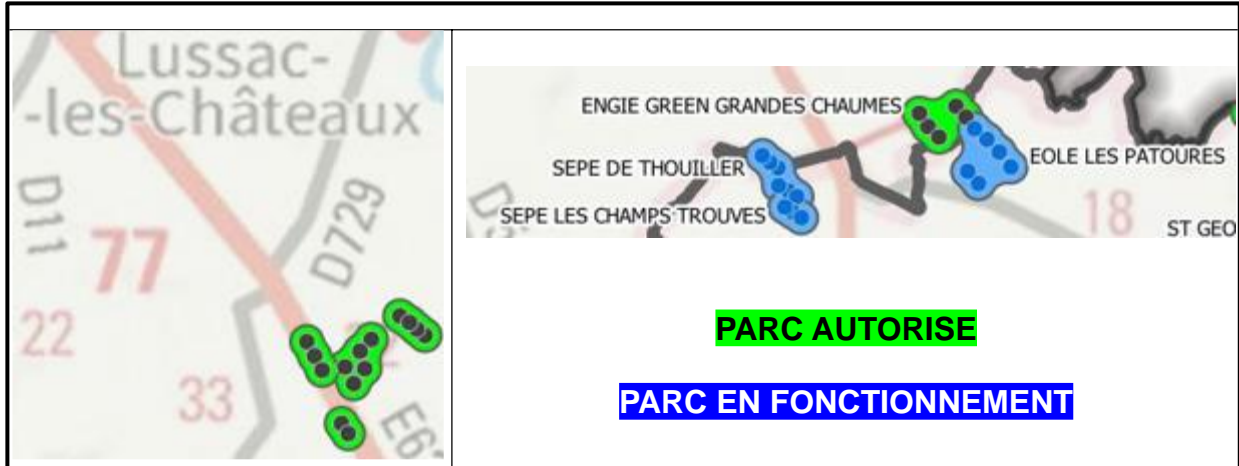 Lussac-
-les-Châteaux
D11
D729
77
22
33
ENGIE GREEN GRANDES CHAUMES
SEPE DE THOUILLER
EOLE LES PATOURES
SEPE LES CHAMPS TROUVES
18
ST GEO
PARC AUTORISE
PARC EN FONCTIONNEMENT